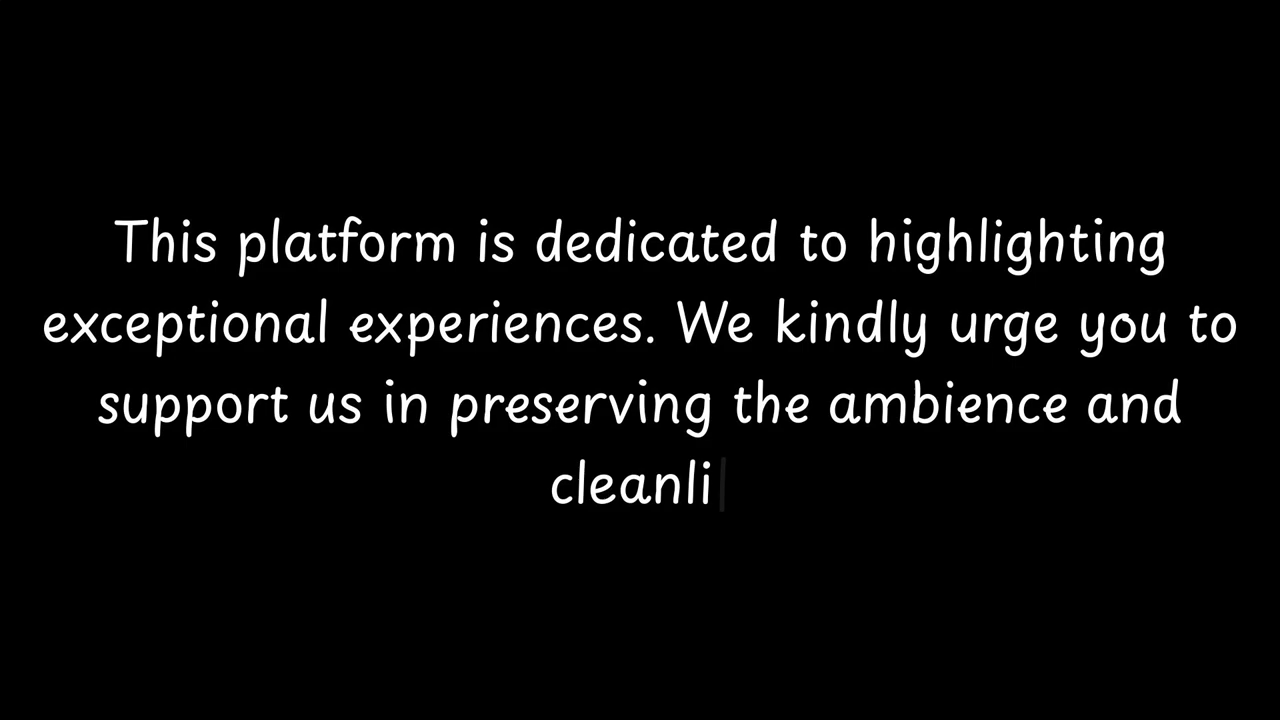 This platform is dedicated to highlighting
exceptional experiences. We kindly urge you to
support us in preserving the ambience and
cleanli